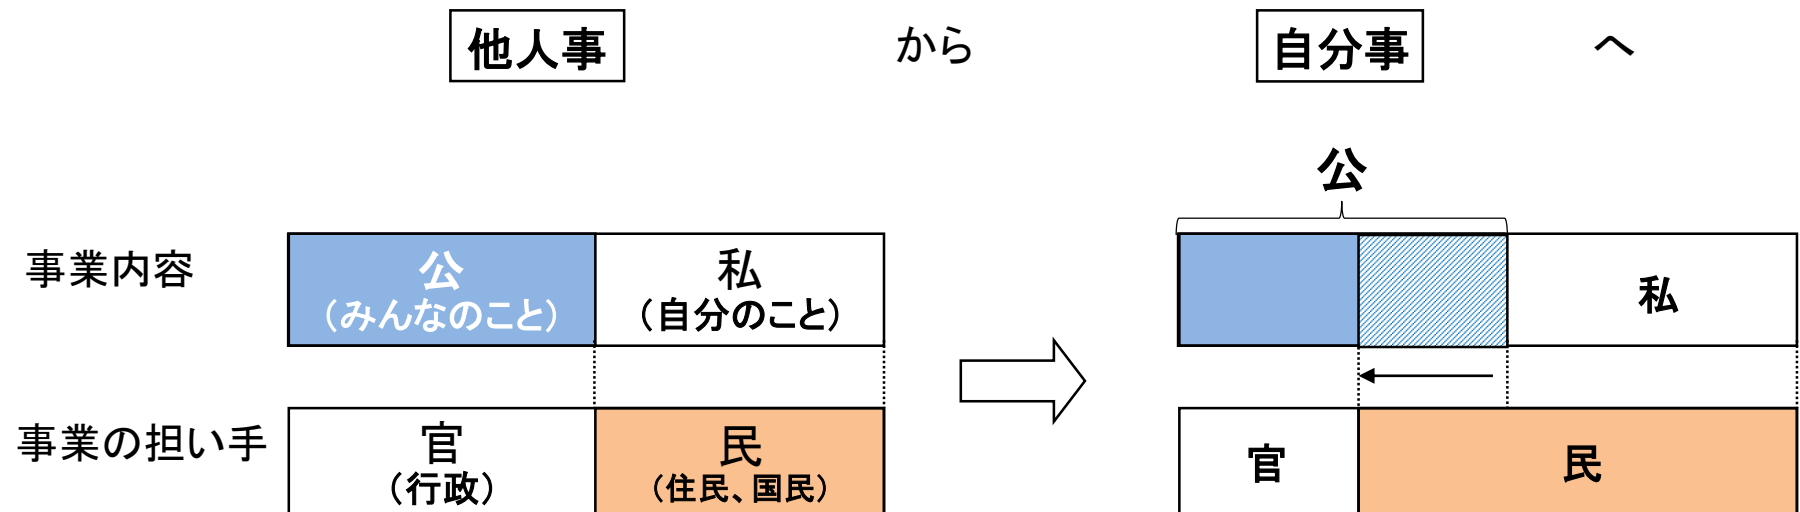 他人事 から 自分事 へ
公
事業内容
公
（みんなのこと）
私
（自分のこと）
私
事業の担い手
官
（行政）
民
（住民、国民）
官
民